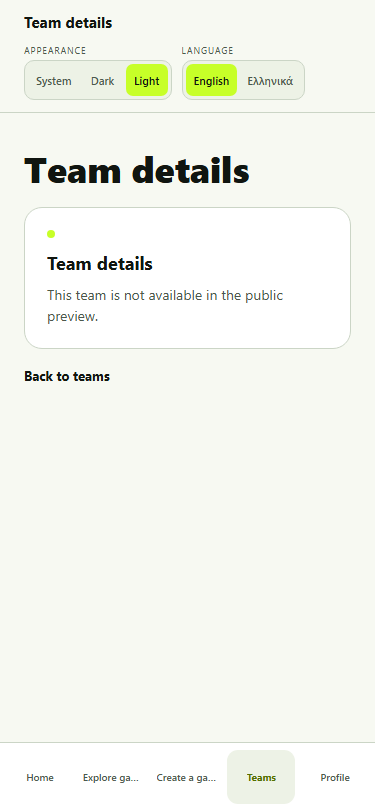 Team details
APPEARANCE
LANGUAGE
System Dark Light
English Ελληνικά
Team details
Team details
This team is not available in the public
preview.
Back to teams
Home Explore ga... Create a ga... Teams Profile